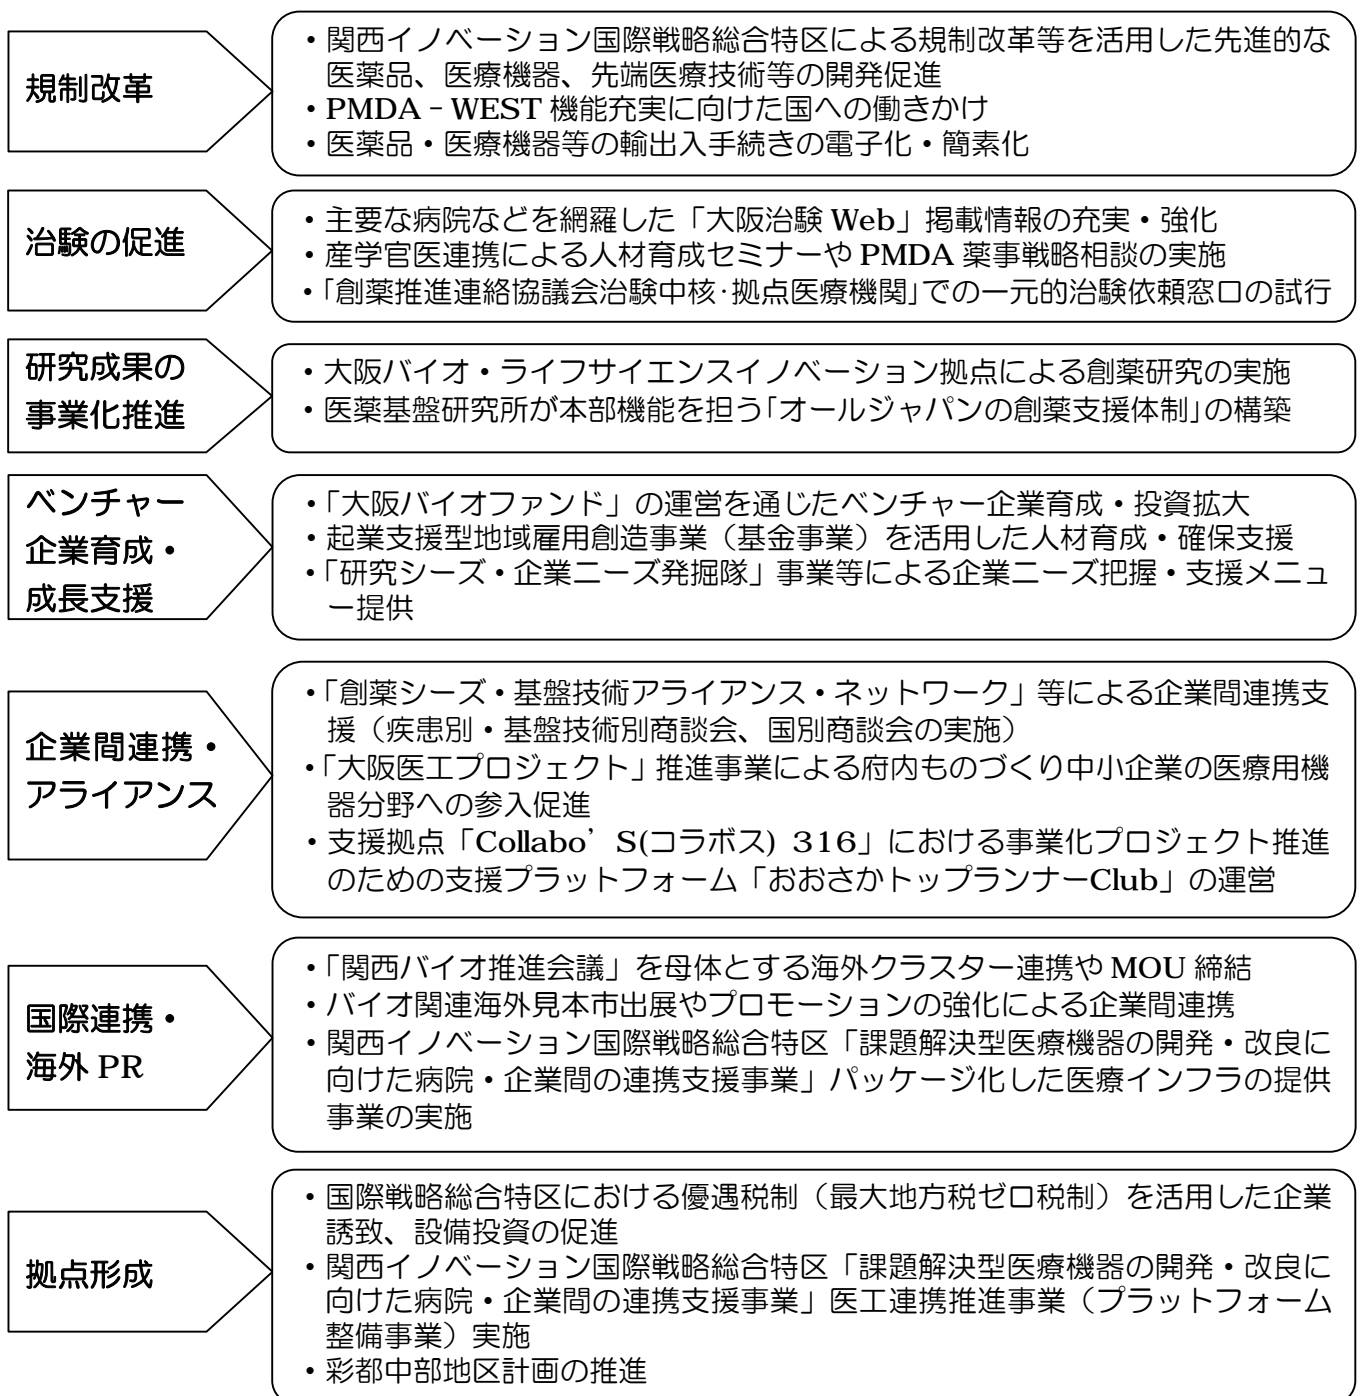 規制改革
・関西イノベーション国際戦略総合特区による規制改革等を活用した先進的な
医薬品、医療機器、先端医療技術等の開発促進
・PMDA‐WEST 機能充実に向けた国への働きかけ
・医薬品・医療機器等の輸出入手続きの電子化・簡素化
治験の促進
・主要な病院などを網羅した「大阪治験 Web」掲載情報の充実・強化
・産学官医連携による人材育成セミナーや PMDA 薬事戦略相談の実施
・「創薬推進連絡協議会治験中核・拠点医療機関」での一元的治験依頼窓口の試行
研究成果の
事業化推進
・大阪バイオ・ライフサイエンスイノベーション拠点による創薬研究の実施
・医薬基盤研究所が本部機能を担う「オールジャパンの創薬支援体制」の構築
ベンチャー
企業育成・
成長支援
・「大阪バイオファンド」の運営を通じたベンチャー企業育成・投資拡大
・起業支援型地域雇用創造事業（基金事業）を活用した人材育成・確保支援
・「研究シーズ・企業ニーズ発掘隊」事業等による企業ニーズ把握・支援メニュ
ー提供
企業間連携・
アライアンス
・「創薬シーズ・基盤技術アライアンス・ネットワーク」等による企業間連携支
援（疾患別・基盤技術別商談会、国別商談会の実施）
・「大阪医工プロジェクト」推進事業による府内ものづくり中小企業の医療用機
器分野への参入促進
・支援拠点「Collabo’S(コラボス) 316」における事業化プロジェクト推進
のための支援プラットフォーム「おおさかトップランナーClub」の運営
国際連携・
海外 PR
・「関西バイオ推進会議」を母体とする海外クラスター連携や MOU 締結
・バイオ関連海外見本市出展やプロモーションの強化による企業間連携
・関西イノベーション国際戦略総合特区「課題解決型医療機器の開発・改良に
向けた病院・企業間の連携支援事業」パッケージ化した医療インフラの提供
事業の実施
拠点形成
・国際戦略総合特区における優遇税制（最大地方税ゼロ税制）を活用した企業
誘致、設備投資の促進
・関西イノベーション国際戦略総合特区「課題解決型医療機器の開発・改良に
向けた病院・企業間の連携支援事業」医工連携推進事業（プラットフォーム
整備事業）実施
・彩都中部地区計画の推進